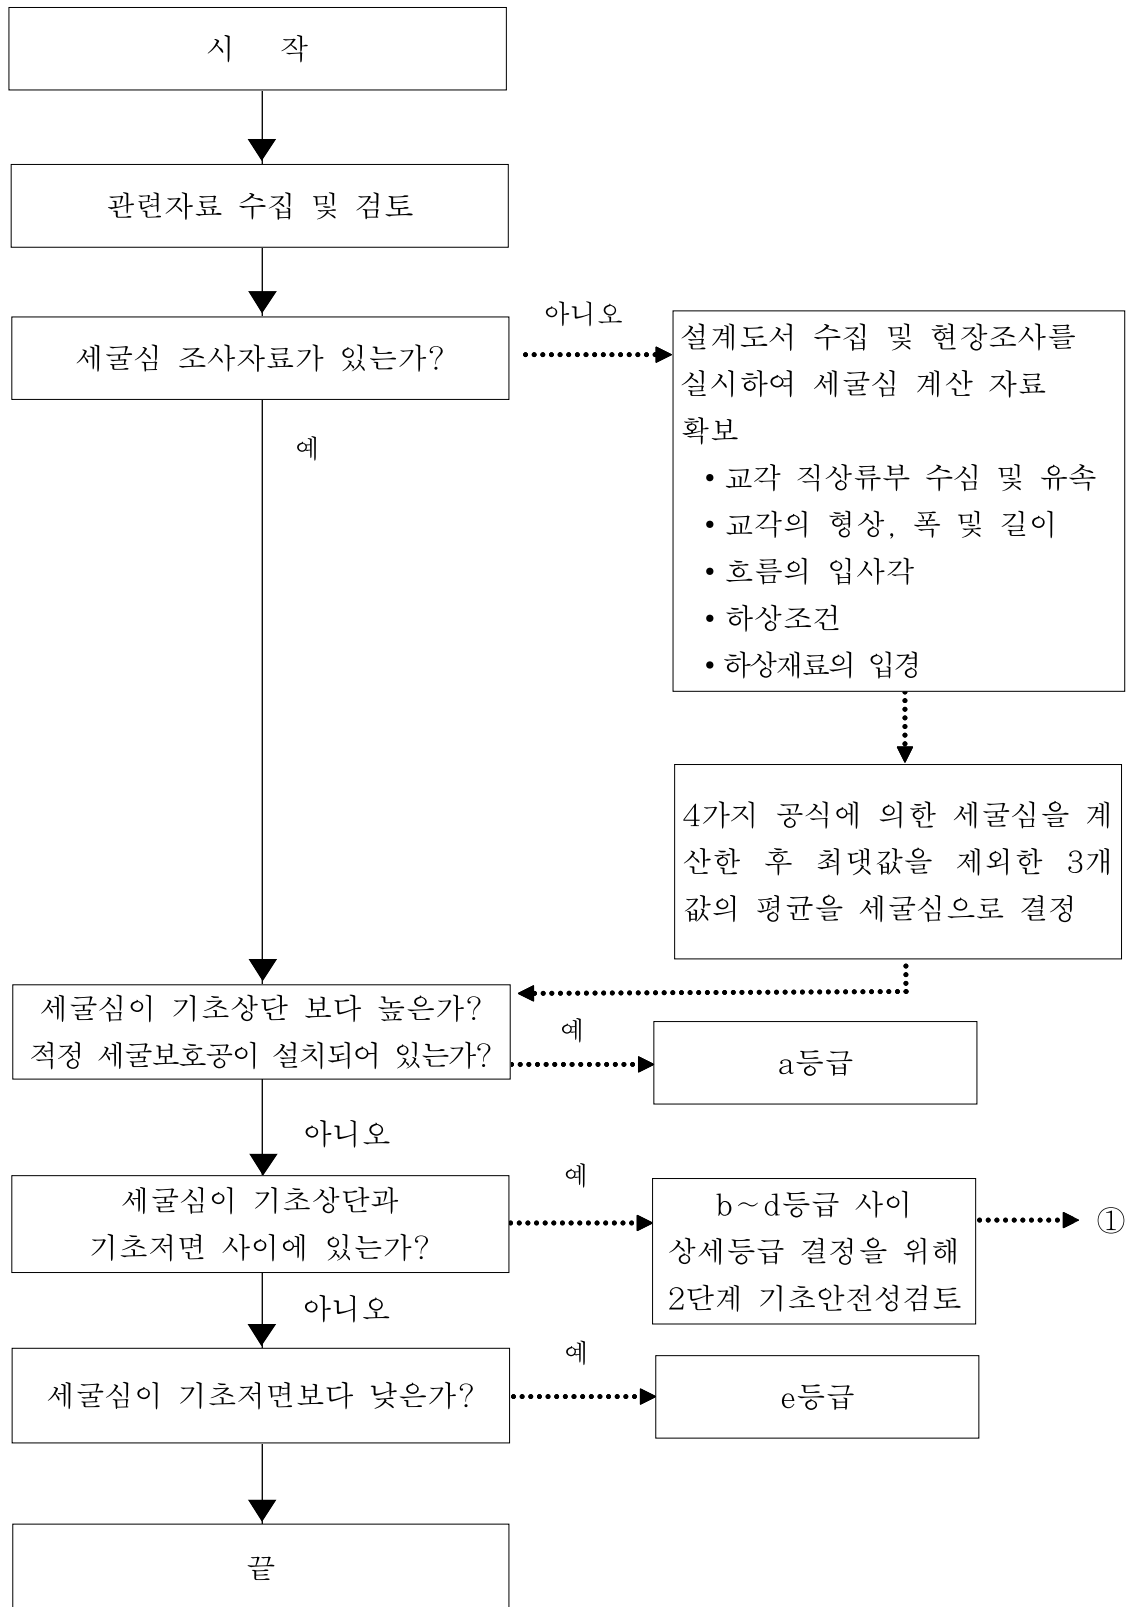 시 작
관련자료 수집 및 검토
세굴심 조사자료가 있는가?
아니오
설계도서 수집 및 현장조사를
실시하여 세굴심 계산 자료
확보
• 교각 직상류부 수심 및 유속
• 교각의 형상, 폭 및 길이
• 흐름의 입사각
• 하상조건
• 하상재료의 입경
예
4가지 공식에 의한 세굴심을 계
산한 후 최댓값을 제외한 3개
값의 평균을 세굴심으로 결정
세굴심이 기초상단 보다 높은가?
적정 세굴보호공이 설치되어 있는가?
예
a등급
아니오
세굴심이 기초상단과
기초저면 사이에 있는가?
예
b~d등급 사이
상세등급 결정을 위해
2단계 기초안전성검토
①
아니오
세굴심이 기초저면보다 낮은가?
예
e등급
끝